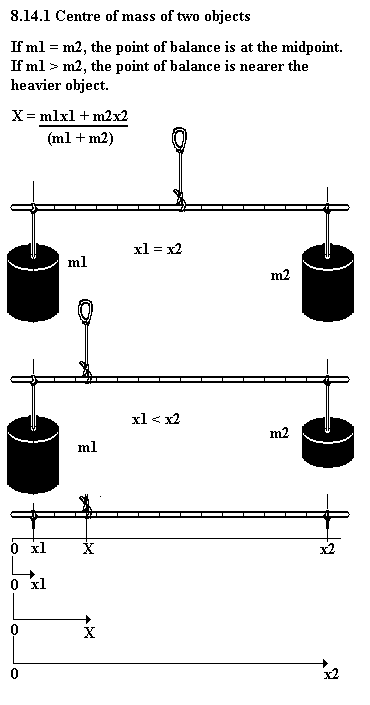 8.14.1 Centre of mass of two objects
If m1 = m2, the point of balance is at the midpoint.
If m1 > m2, the point of balance is nearer the
heavier object.
X = m1x1 + m2x2
(m1 + m2)
x1 = x2
m1
m2
x1 < x2
m2
m1
0 x1 X x2
0 x1
0 X
0 x2